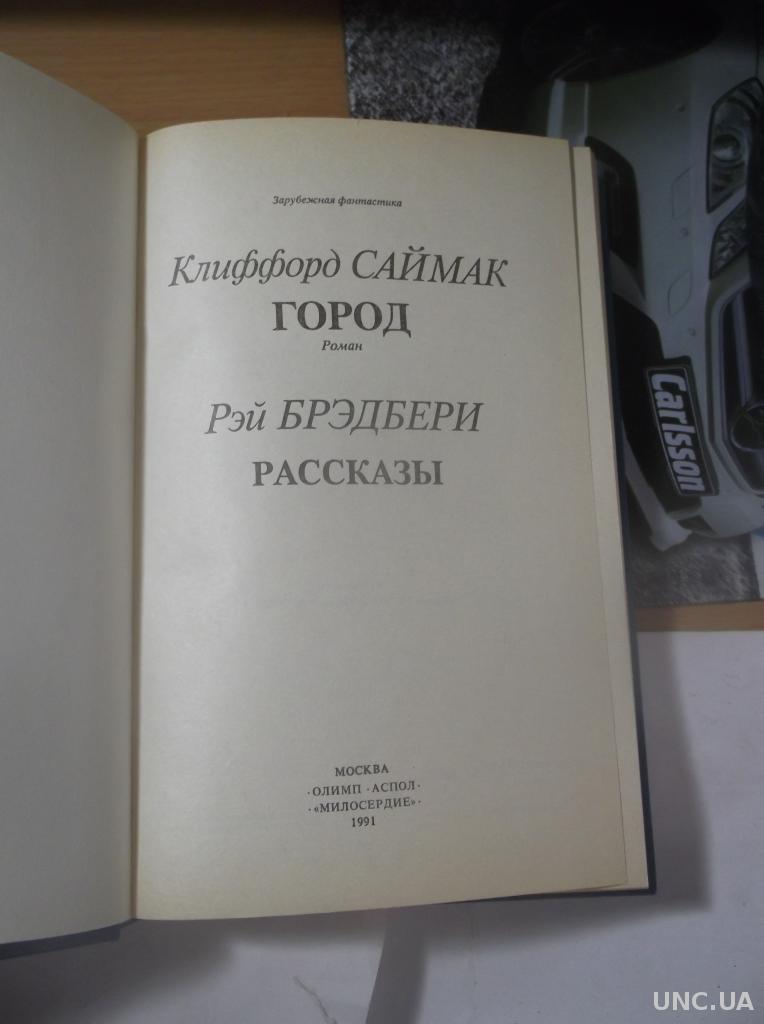 Зарубежная фантастика
Клиффорд САЙМАК
ГОРОД
Роман
Рэй БРЭДБЕРИ
РАССКАЗЫ
МОСКВА
·ОЛИМП ·АСПОЛ·
·«МИЛОСЕРДИЕ»·
1991
Carlsson
UNC.UA